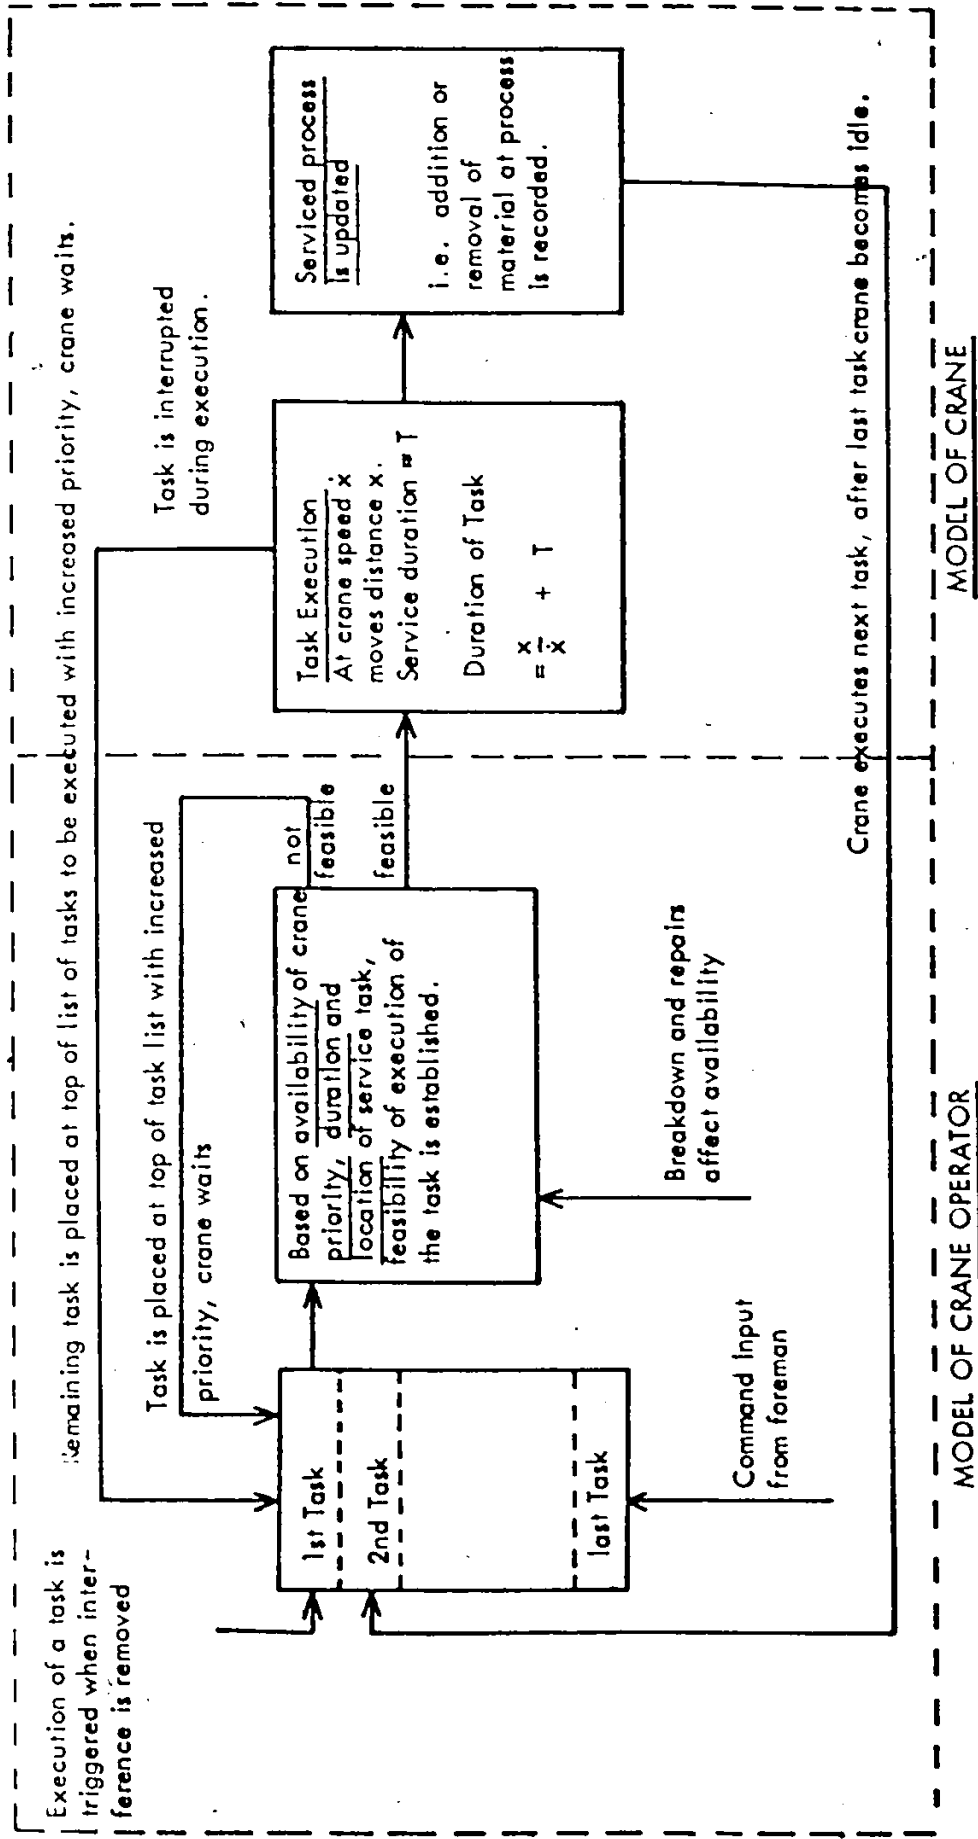 Execution of a task is
triggered when inter-
ference is removed
Remaining task is placed at top of list of tasks to be executed with increased priority, crane waits.
Task is placed at top of task list with increased
priority, crane waits
Task is interrupted
during execution.
1st Task
2nd Task
last Task
Command Input
from foreman
Based on availability of crane
priority, duration and
location of service task,
feasibility of execution of
the task is established.
not
feasible
feasible
Breakdown and repairs
affect availability
Task Execution
At crane speed ẋ
moves distance x.
Service duration = T
Duration of Task
= x/ẋ + T
Serviced process
is updated
i.e. addition or
removal of
material at process
is recorded.
Crane executes next task, after last task crane becomes idle.
MODEL OF CRANE OPERATOR
MODEL OF CRANE